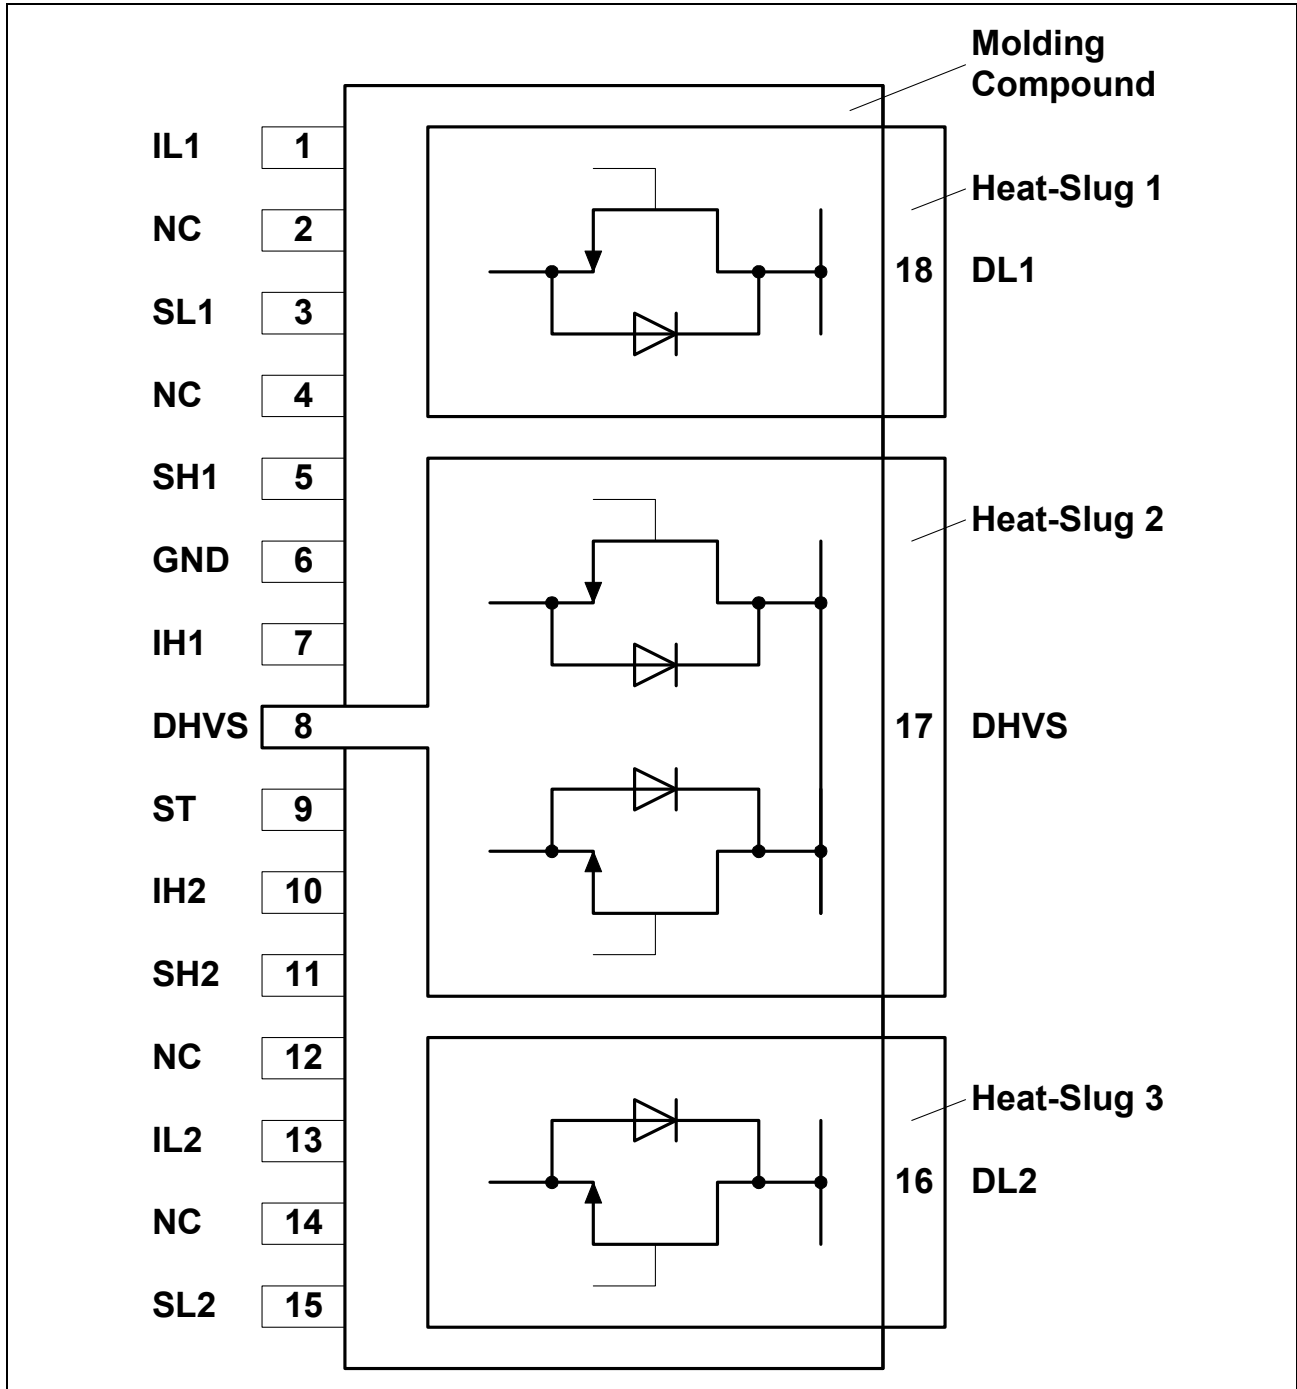 Molding
Compound
IL1 1
Heat-Slug 1
NC 2
18 DL1
SL1 3
NC 4
SH1 5
Heat-Slug 2
GND 6
IH1 7
DHVS 8
17 DHVS
ST 9
IH2 10
SH2 11
NC 12
Heat-Slug 3
IL2 13
16 DL2
NC 14
SL2 15